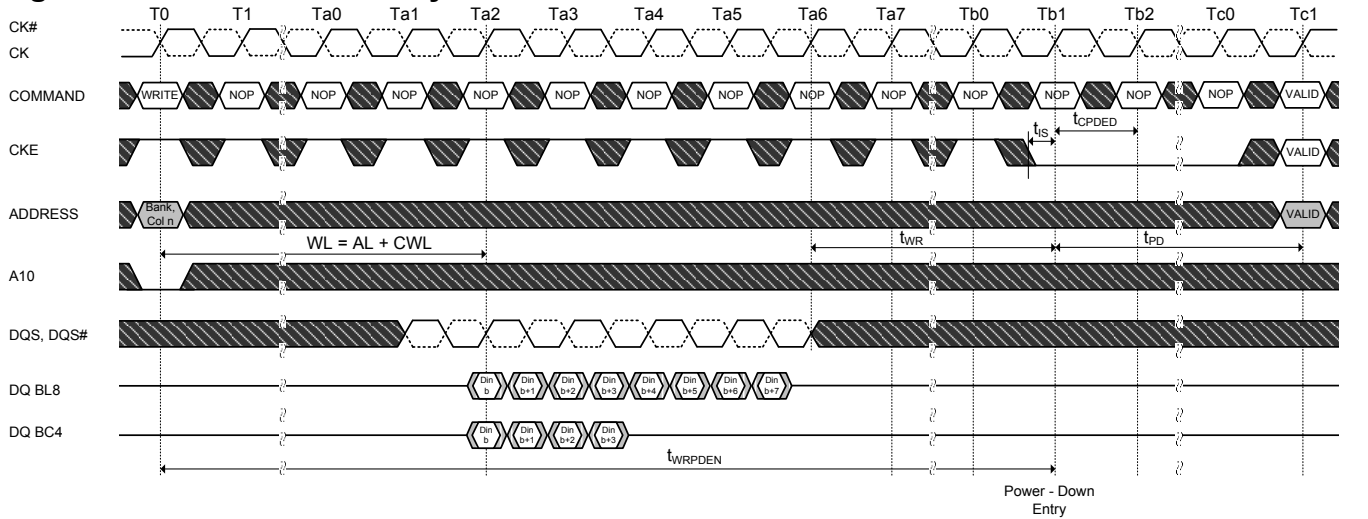 T0 T1 Ta0 Ta1 Ta2 Ta3 Ta4 Ta5 Ta6 Ta7 Tb0 Tb1 Tb2 Tc0 Tc1
CK#
CK
COMMAND WRITE NOP NOP NOP NOP NOP NOP NOP NOP NOP NOP NOP NOP NOP VALID
tIS tCPDED
CKE VALID
ADDRESS Bank, Col n VALID
WL = AL + CWL tWR tPD
A10
DQS, DQS#
DQ BL8 Din b Din b+1 Din b+2 Din b+3 Din b+4 Din b+5 Din b+6 Din b+7
DQ BC4 Din b Din b+1 Din b+2 Din b+3
tWRPDEN
Power - Down
Entry